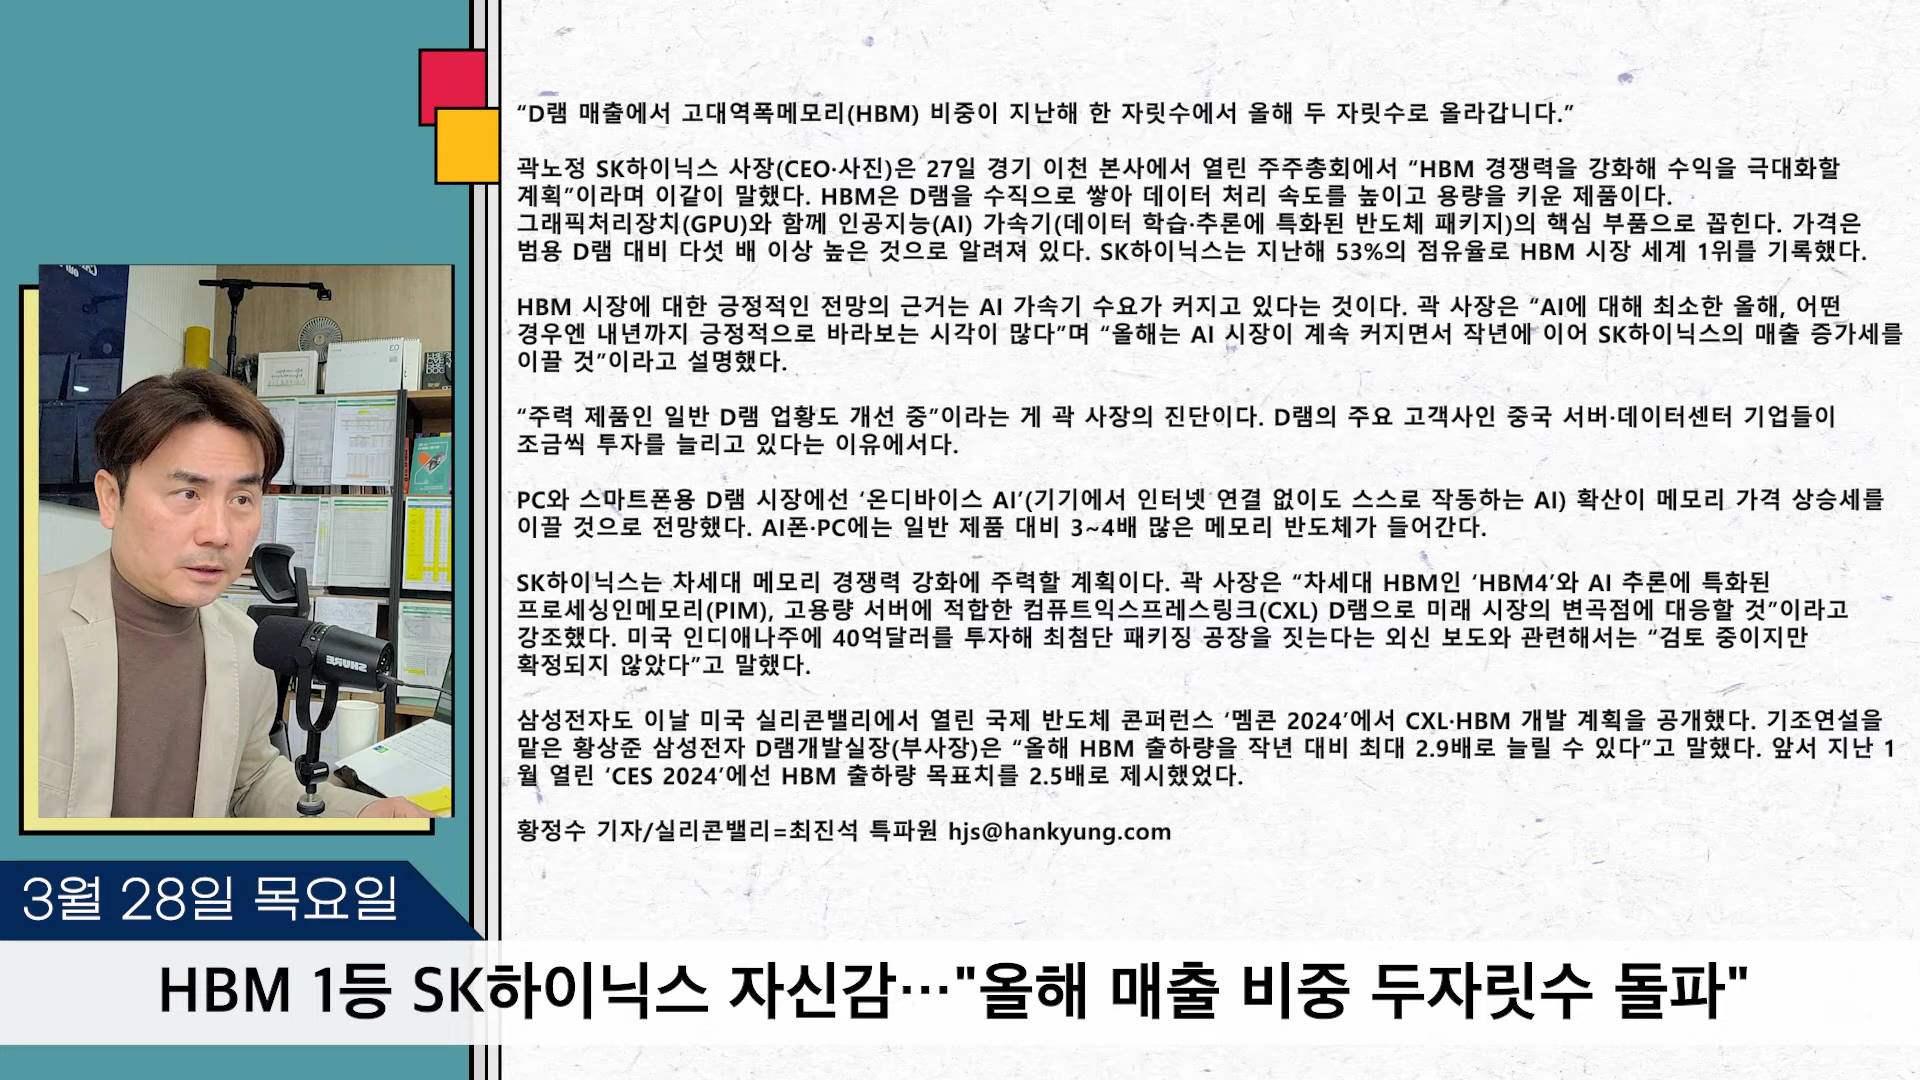 “D램 매출에서 고대역폭메모리(HBM) 비중이 지난해 한 자릿수에서 올해 두 자릿수로 올라갑니다.”
곽노정 SK하이닉스 사장(CEO·사진)은 27일 경기 이천 본사에서 열린 주주총회에서 “HBM 경쟁력을 강화해 수익을 극대화할
계획”이라며 이같이 말했다. HBM은 D램을 수직으로 쌓아 데이터 처리 속도를 높이고 용량을 키운 제품이다.
그래픽처리장치(GPU)와 함께 인공지능(AI) 가속기(데이터 학습·추론에 특화된 반도체 패키지)의 핵심 부품으로 꼽힌다. 가격은
범용 D램 대비 다섯 배 이상 높은 것으로 알려져 있다. SK하이닉스는 지난해 53%의 점유율로 HBM 시장 세계 1위를 기록했다.
HBM 시장에 대한 긍정적인 전망의 근거는 AI 가속기 수요가 커지고 있다는 것이다. 곽 사장은 “AI에 대해 최소한 올해, 어떤
경우엔 내년까지 긍정적으로 바라보는 시각이 많다”며 “올해는 AI 시장이 계속 커지면서 작년에 이어 SK하이닉스의 매출 증가세를
이끌 것”이라고 설명했다.
“주력 제품인 일반 D램 업황도 개선 중”이라는 게 곽 사장의 진단이다. D램의 주요 고객사인 중국 서버·데이터센터 기업들이
조금씩 투자를 늘리고 있다는 이유에서다.
PC와 스마트폰용 D램 시장에선 ‘온디바이스 AI’(기기에서 인터넷 연결 없이도 스스로 작동하는 AI) 확산이 메모리 가격 상승세를
이끌 것으로 전망했다. AI폰·PC에는 일반 제품 대비 3~4배 많은 메모리 반도체가 들어간다.
SK하이닉스는 차세대 메모리 경쟁력 강화에 주력할 계획이다. 곽 사장은 “차세대 HBM인 ‘HBM4’와 AI 추론에 특화된
프로세싱인메모리(PIM), 고용량 서버에 적합한 컴퓨트익스프레스링크(CXL) D램으로 미래 시장의 변곡점에 대응할 것”이라고
강조했다. 미국 인디애나주에 40억달러를 투자해 최첨단 패키징 공장을 짓는다는 외신 보도와 관련해서는 “검토 중이지만
확정되지 않았다”고 말했다.
삼성전자도 이날 미국 실리콘밸리에서 열린 국제 반도체 콘퍼런스 ‘멤콘 2024’에서 CXL·HBM 개발 계획을 공개했다. 기조연설을
맡은 황상준 삼성전자 D램개발실장(부사장)은 “올해 HBM 출하량을 작년 대비 최대 2.9배로 늘릴 수 있다”고 말했다. 앞서 지난 1
월 열린 ‘CES 2024’에선 HBM 출하량 목표치를 2.5배로 제시했었다.
황정수 기자/실리콘밸리=최진석 특파원 hjs@hankyung.com
SHURE
3월 28일 목요일
HBM 1등 SK하이닉스 자신감…"올해 매출 비중 두자릿수 돌파"